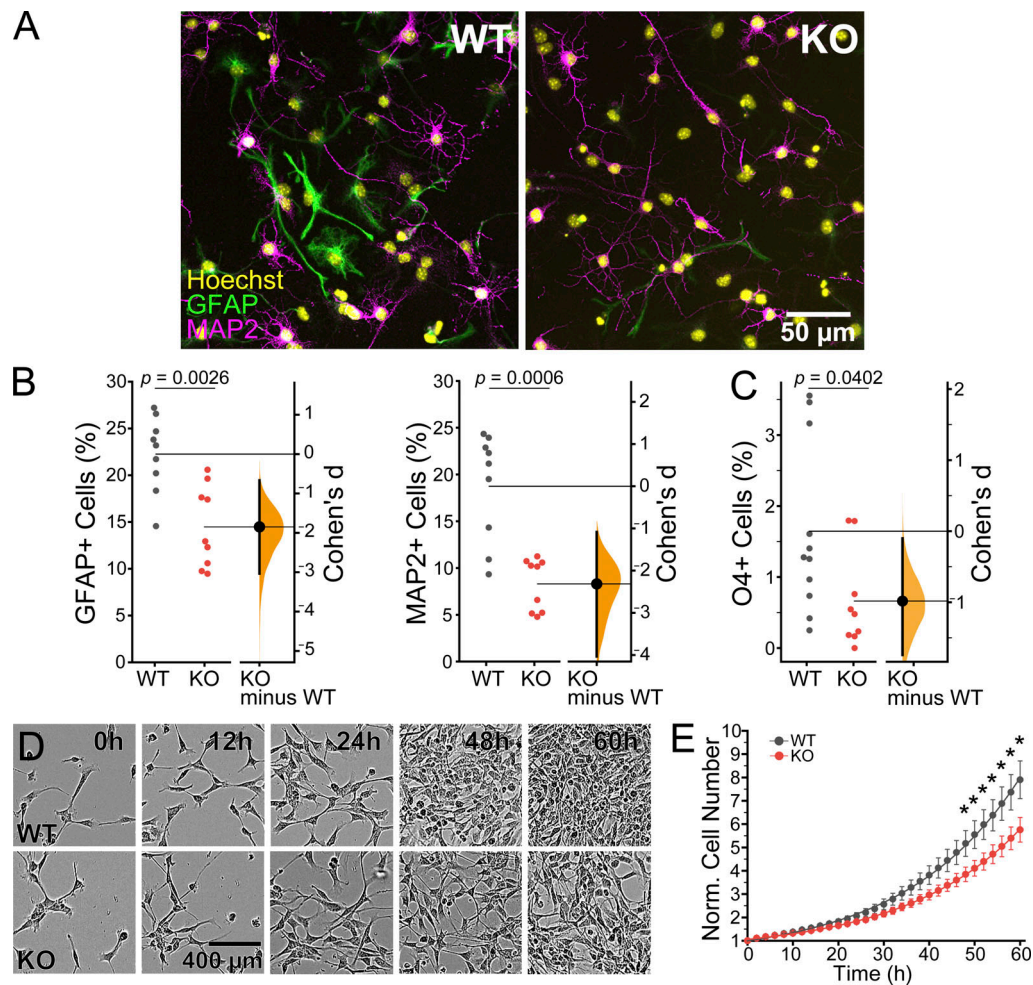 A
WT
KO
Hoechst
GFAP
MAP2
50 µm
B
p = 0.0026
30
25
20
15
10
5
0
GFAP+ Cells (%)
1
0
−1
−2
−3
−4
−5
Cohen's d
WT
KO
KO
minus WT
p = 0.0006
30
25
20
15
10
5
0
MAP2+ Cells (%)
2
1
0
−1
−2
−3
−4
Cohen's d
WT
KO
KO
minus WT
C
p = 0.0402
3
2
1
0
O4+ Cells (%)
2
1
0
−1
Cohen's d
WT
KO
KO
minus WT
D
0h
12h
24h
48h
60h
WT
KO
400 µm
E
WT
KO
10
9
8
7
6
5
4
3
2
1
Norm. Cell Number
* * * * * * *
0
10
20
30
40
50
60
Time (h)